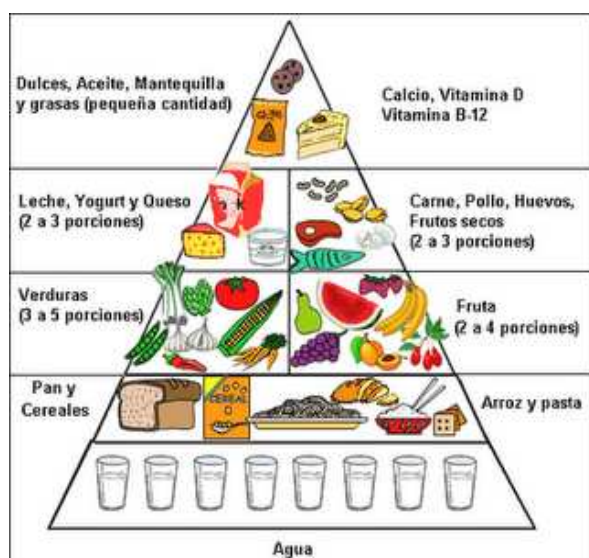 Dulces, Aceite, Mantequilla
y grasas (pequeña cantidad)
Calcio, Vitamina D
Vitamina B-12
Leche, Yogurt y Queso
(2 a 3 porciones)
Carne, Pollo, Huevos,
Frutos secos
(2 a 3 porciones)
Verduras
(3 a 5 porciones)
Fruta
(2 a 4 porciones)
Pan y
Cereales
CEREAL
Arroz y pasta
Agua